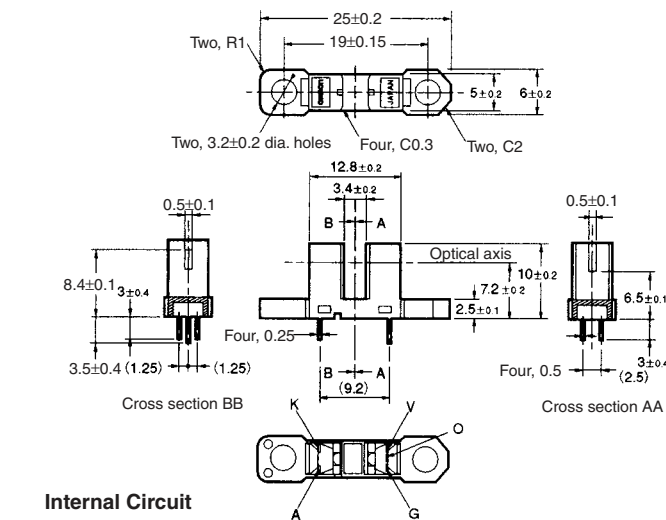 25±0.2
Two, R1
19±0.15
OMRON
JAPAN
5±0.2
6±0.2
Two, 3.2±0.2 dia. holes
Four, C0.3
Two, C2
12.8±0.2
3.4±0.2
0.5±0.1
0.5±0.1
B
A
Optical axis
8.4±0.1
3±0.4
10±0.2
7.2±0.2
2.5±0.1
6.5±0.1
Four, 0.25
3.5±0.4
(1.25)
(1.25)
B
A
(9.2)
Four, 0.5
3±0.4
(2.5)
Cross section BB
Cross section AA
K
V
O
A
G
Internal Circuit